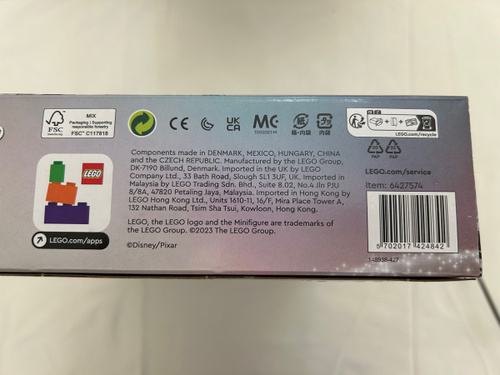 FSC
MIX
Packaging | Supporting
responsible forestry
FSC™ C117818
CE
UK
CA
紙・内袋
内袋
LEGO.com/recycle
PAP
PAP
LEGO
LEGO.com/apps
Components made in DENMARK, MEXICO, HUNGARY, CHINA
and the CZECH REPUBLIC. Manufactured by the LEGO Group,
DK-7190 Billund, Denmark. Imported in the UK by LEGO
Company Ltd., 33 Bath Road, Slough SL1 3UF, UK. Imported in
Malaysia by LEGO Trading Sdn. Bhd., Suite 8.02, No.4 Jln PJU
8/8A, 47820 Petaling Jaya, Malaysia. Imported in Hong Kong by
LEGO Hong Kong Ltd., Units 1610-11, 16/F, Mira Place Tower A,
132 Nathan Road, Tsim Sha Tsui, Kowloon, Hong Kong.
LEGO, the LEGO logo and the Minifigure are trademarks of
the LEGO Group. ©2023 The LEGO Group.
©Disney/Pixar
LEGO.com/service
Item: 6427574
5 702017 424842